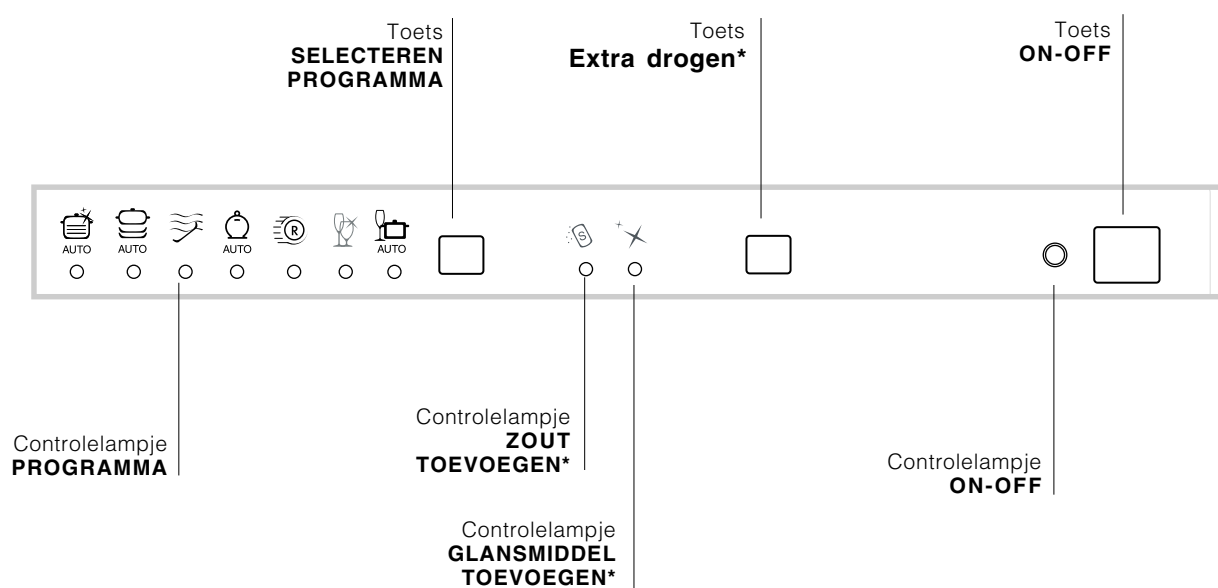 Toets
SELECTEREN
PROGRAMMA
Toets
Extra drogen*
Toets
ON-OFF
AUTO
AUTO
AUTO
R
AUTO
S
Controlelampje
PROGRAMMA
Controlelampje
ZOUT
TOEVOEGEN*
Controlelampje
ON-OFF
Controlelampje
GLANSMIDDEL
TOEVOEGEN*